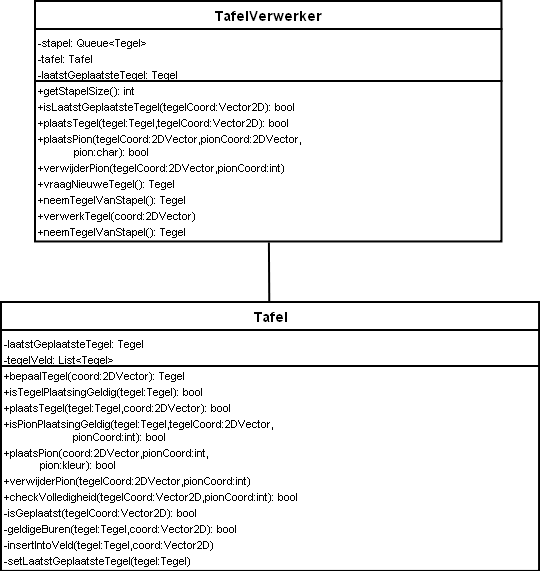 TafelVerwerker
-stapel: Queue<Tegel>
-tafel: Tafel
-laatstGeplaatsteTegel: Tegel
+getStapelSize(): int
+isLaatstGeplaatsteTegel(tegelCoord:Vector2D): bool
+plaatsTegel(tegel:Tegel,tegelCoord:Vector2D): bool
+plaatsPion(tegelCoord:2DVector,pionCoord:2DVector,
pion:char): bool
+verwijderPion(tegelCoord:2DVector,pionCoord:int)
+vraagNieuweTegel(): Tegel
+neemTegelVanStapel(): Tegel
+verwerkTegel(coord:2DVector)
+neemTegelVanStapel(): Tegel
Tafel
-laatstGeplaatsteTegel: Tegel
-tegelVeld: List<Tegel>
+bepaalTegel(coord:2DVector): Tegel
+isTegelPlaatsingGeldig(tegel:Tegel): bool
+plaatsTegel(tegel:Tegel,coord:2DVector): bool
+isPionPlaatsingGeldig(tegel:Tegel,tegelCoord:2DVector,
pionCoord:int): bool
+plaatsPion(coord:2DVector,pionCoord:int,
pion:kleur): bool
+verwijderPion(tegelCoord:2DVector,pionCoord:int)
+checkVolledigheid(tegelCoord:Vector2D,pionCoord:int): bool
-isGeplaatst(tegelCoord:Vector2D): bool
-geldigeBuren(tegel:Tegel,coord:Vector2D): bool
-insertIntoVeld(tegel:Tegel,coord:Vector2D)
-setLaatstGeplaatsteTegel(tegel:Tegel)